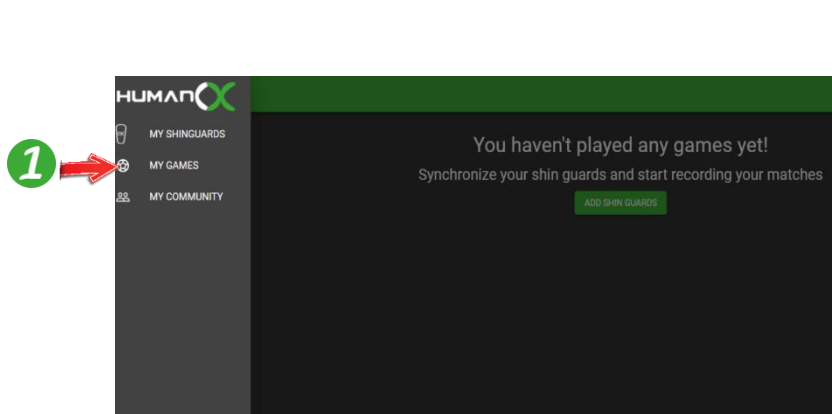 HUMANOX
MY SHINGUARDS
You haven't played any games yet!
1
MY GAMES
Synchronize your shin guards and start recording your matches
MY COMMUNITY
ADD SHIN GUARDS